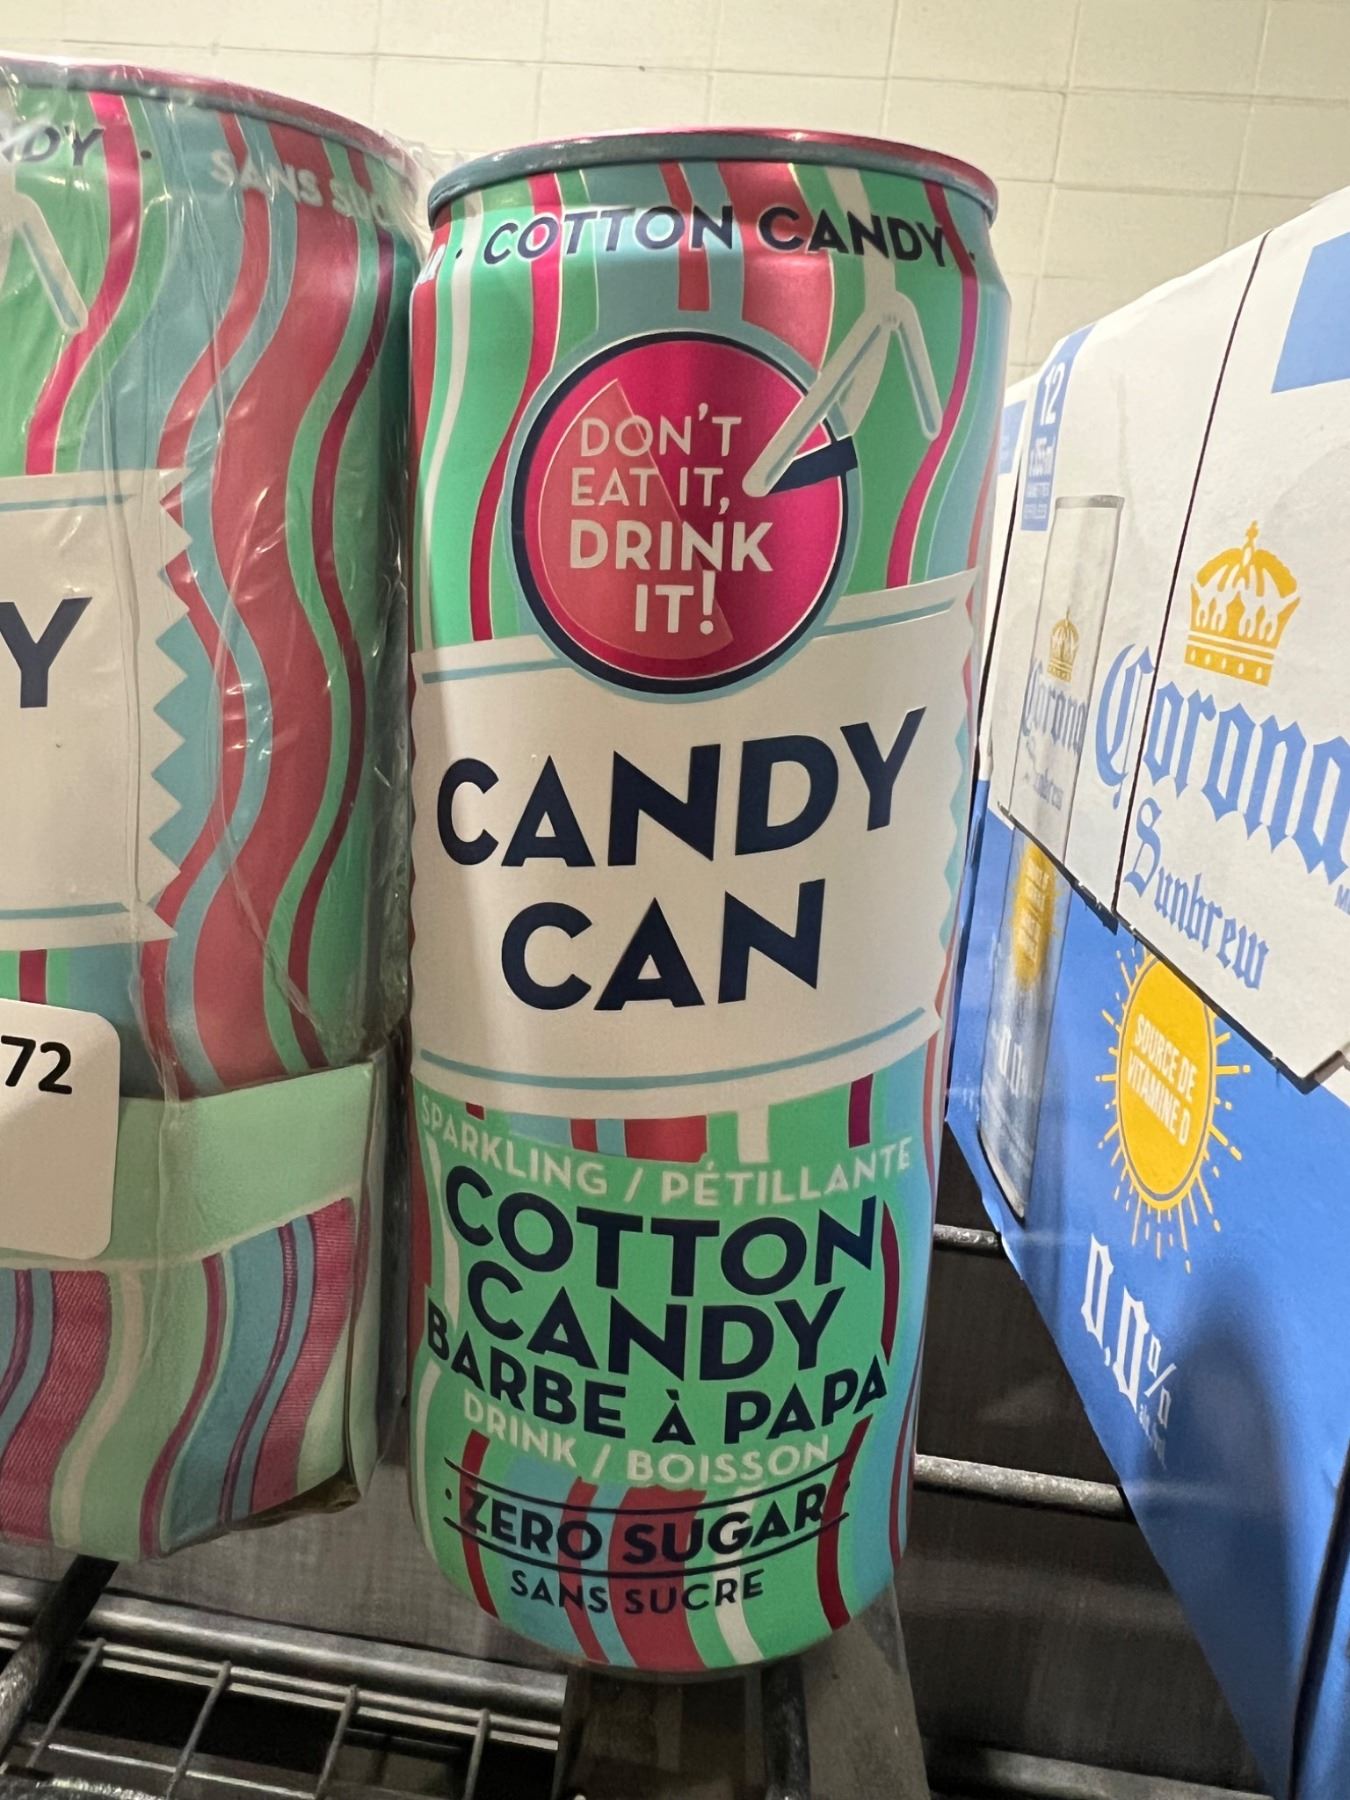 COTTON CANDY
DON'T
EAT IT,
DRINK
IT!
CANDY
CAN
SPARKLING / PÉTILLANTE
COTTON
CANDY
BARBE À PAPA
DRINK / BOISSON
ZERO SUGAR
SANS SUCRE
SANS
Y
72
12
Corona
Sunbrew
Corona
Sunbrew
SOURCE DE
VITAMINE D
0,0%